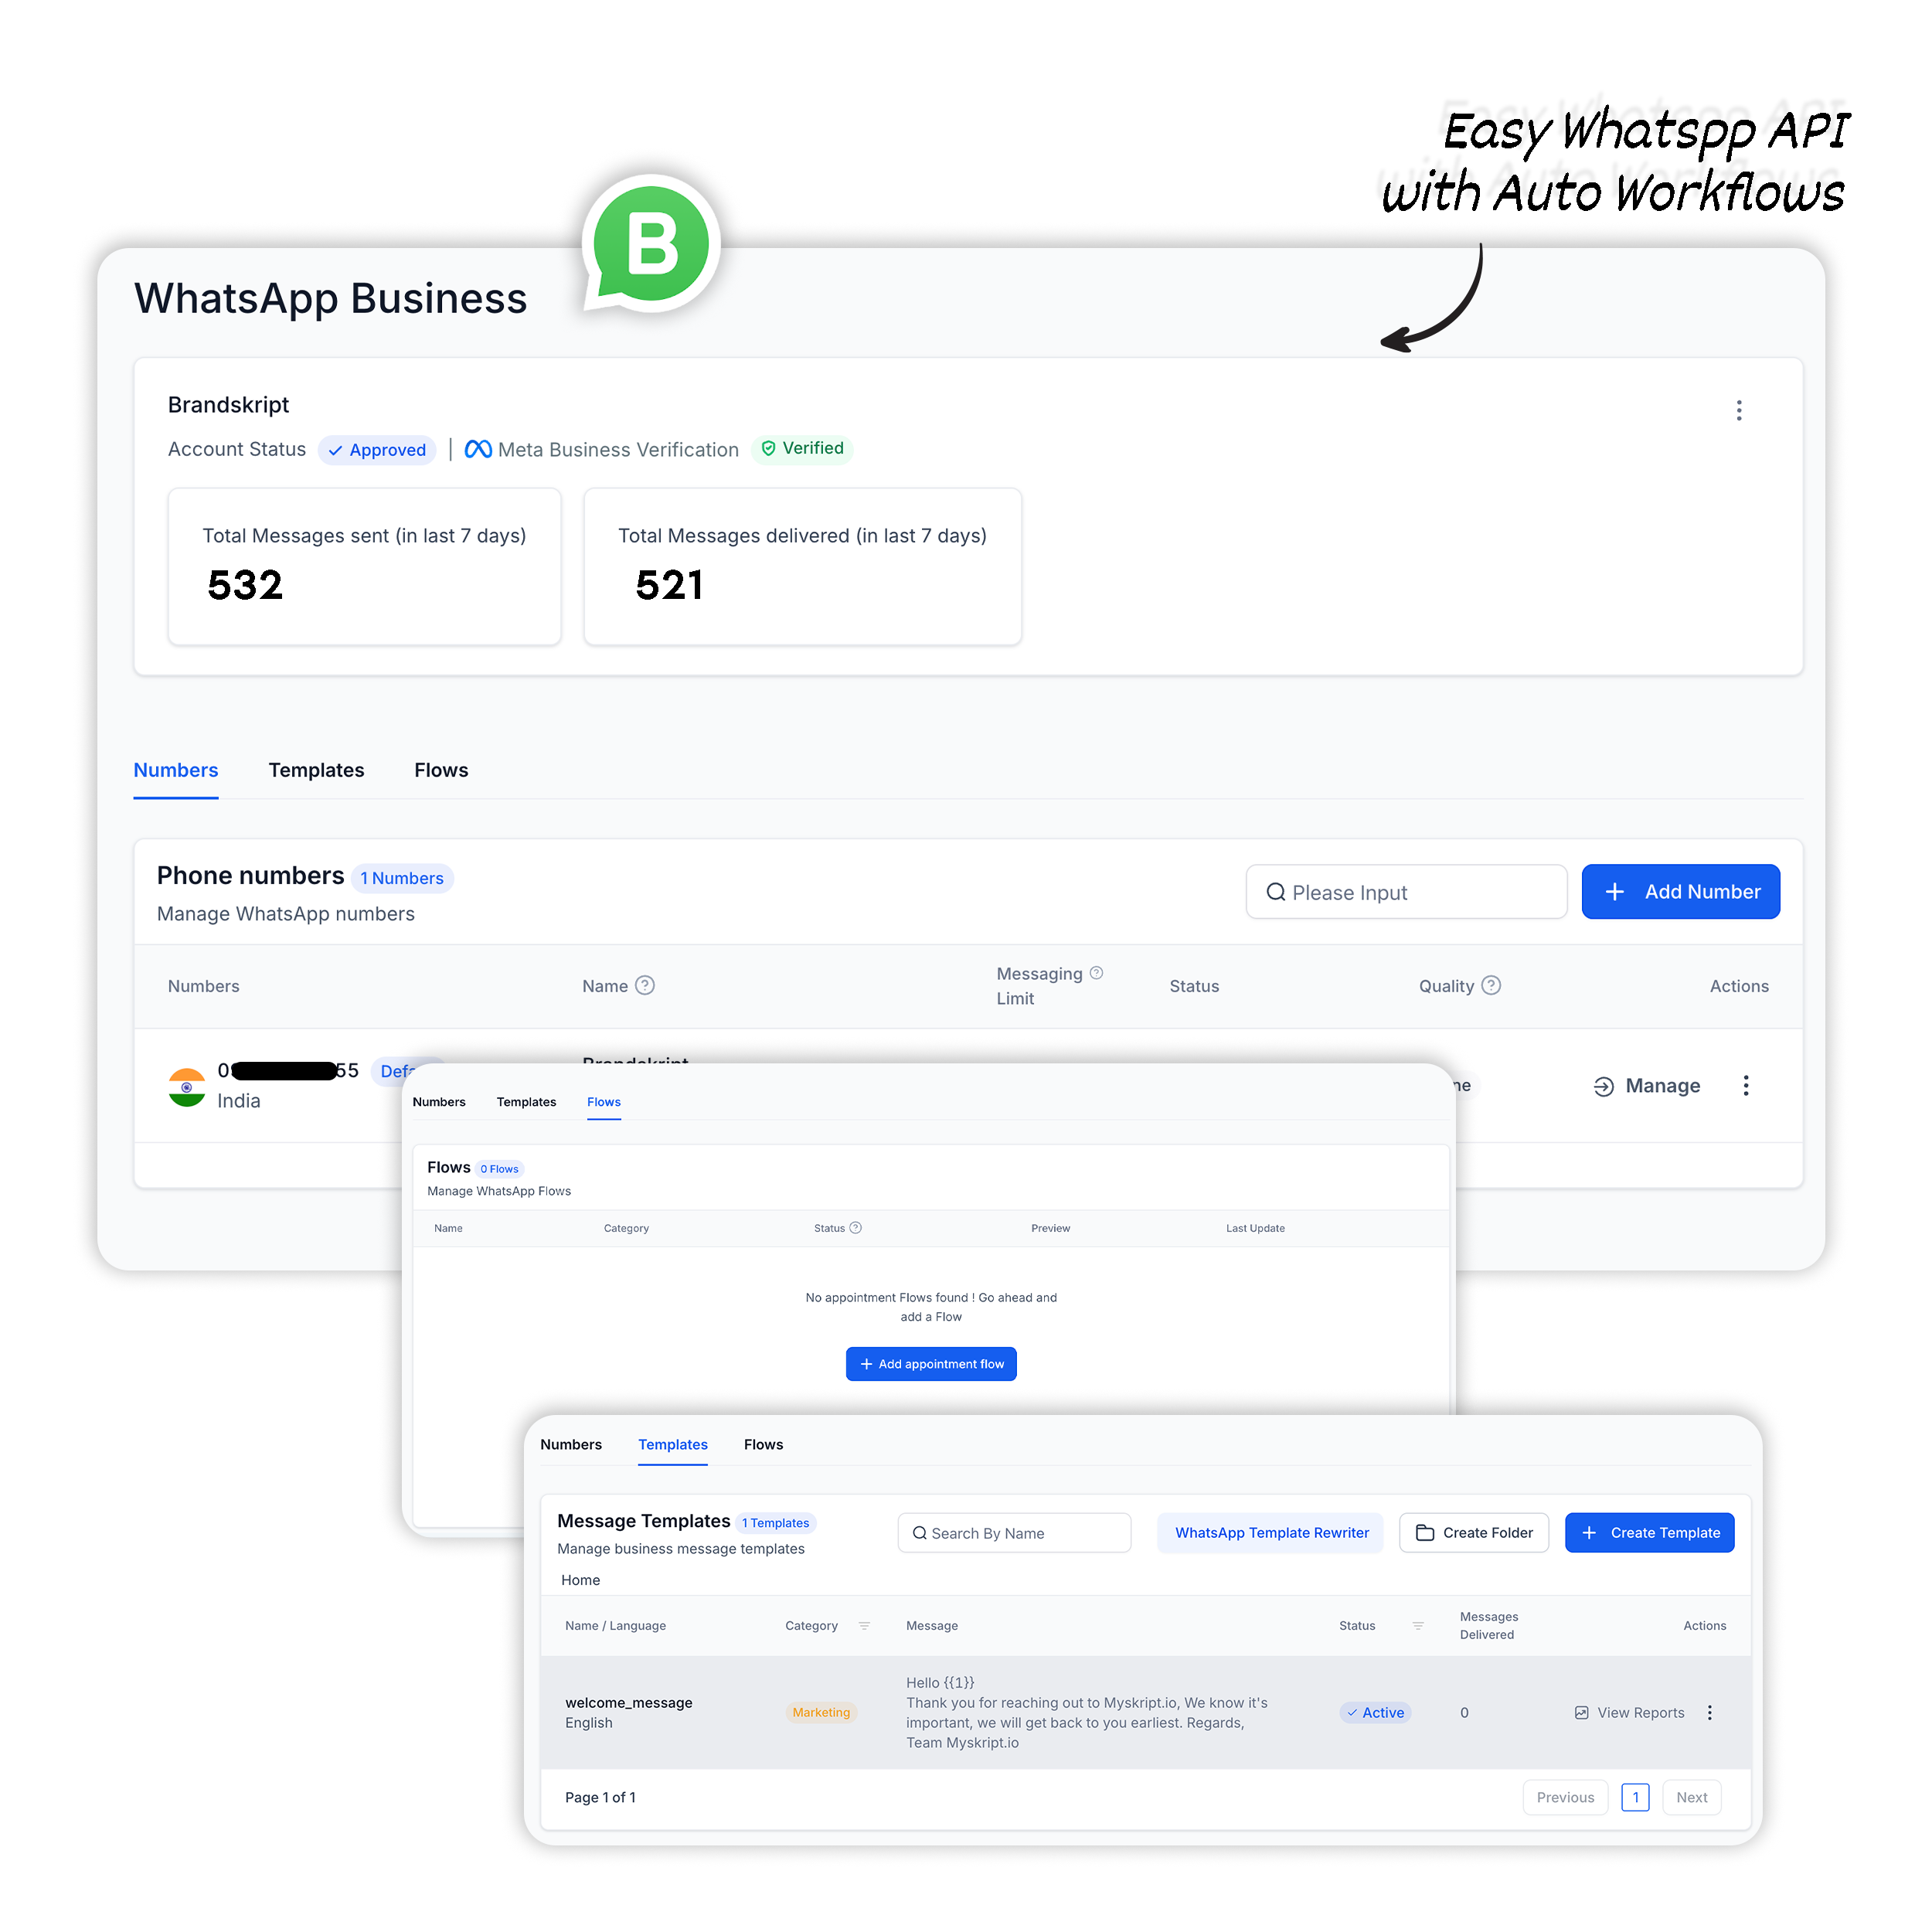 Easy Whatspp API
with Auto Workflows
B
WhatsApp Business
Brandskript
Account Status Approved | Meta Business Verification Verified
Total Messages sent (in last 7 days) Total Messages delivered (in last 7 days)
532 521
Numbers Templates Flows
Phone numbers 1 Numbers
Manage WhatsApp numbers
Please Input + Add Number
Numbers Name Messaging Limit Status Quality Actions
55
India
Manage
Numbers Templates Flows
Flows 0 Flows
Manage WhatsApp Flows
Name Category Status Preview Last Update
No appointment Flows found ! Go ahead and
add a Flow
+ Add appointment flow
Numbers Templates Flows
Message Templates 1 Templates
Manage business message templates
Search By Name WhatsApp Template Rewriter Create Folder + Create Template
Home
Name / Language Category Message Status Messages Delivered Actions
welcome_message
English
Marketing
Hello {{1}}
Thank you for reaching out to Myskript.io, We know it's
important, we will get back to you earliest. Regards,
Team Myskript.io
Active 0 View Reports
Page 1 of 1
Previous 1 Next